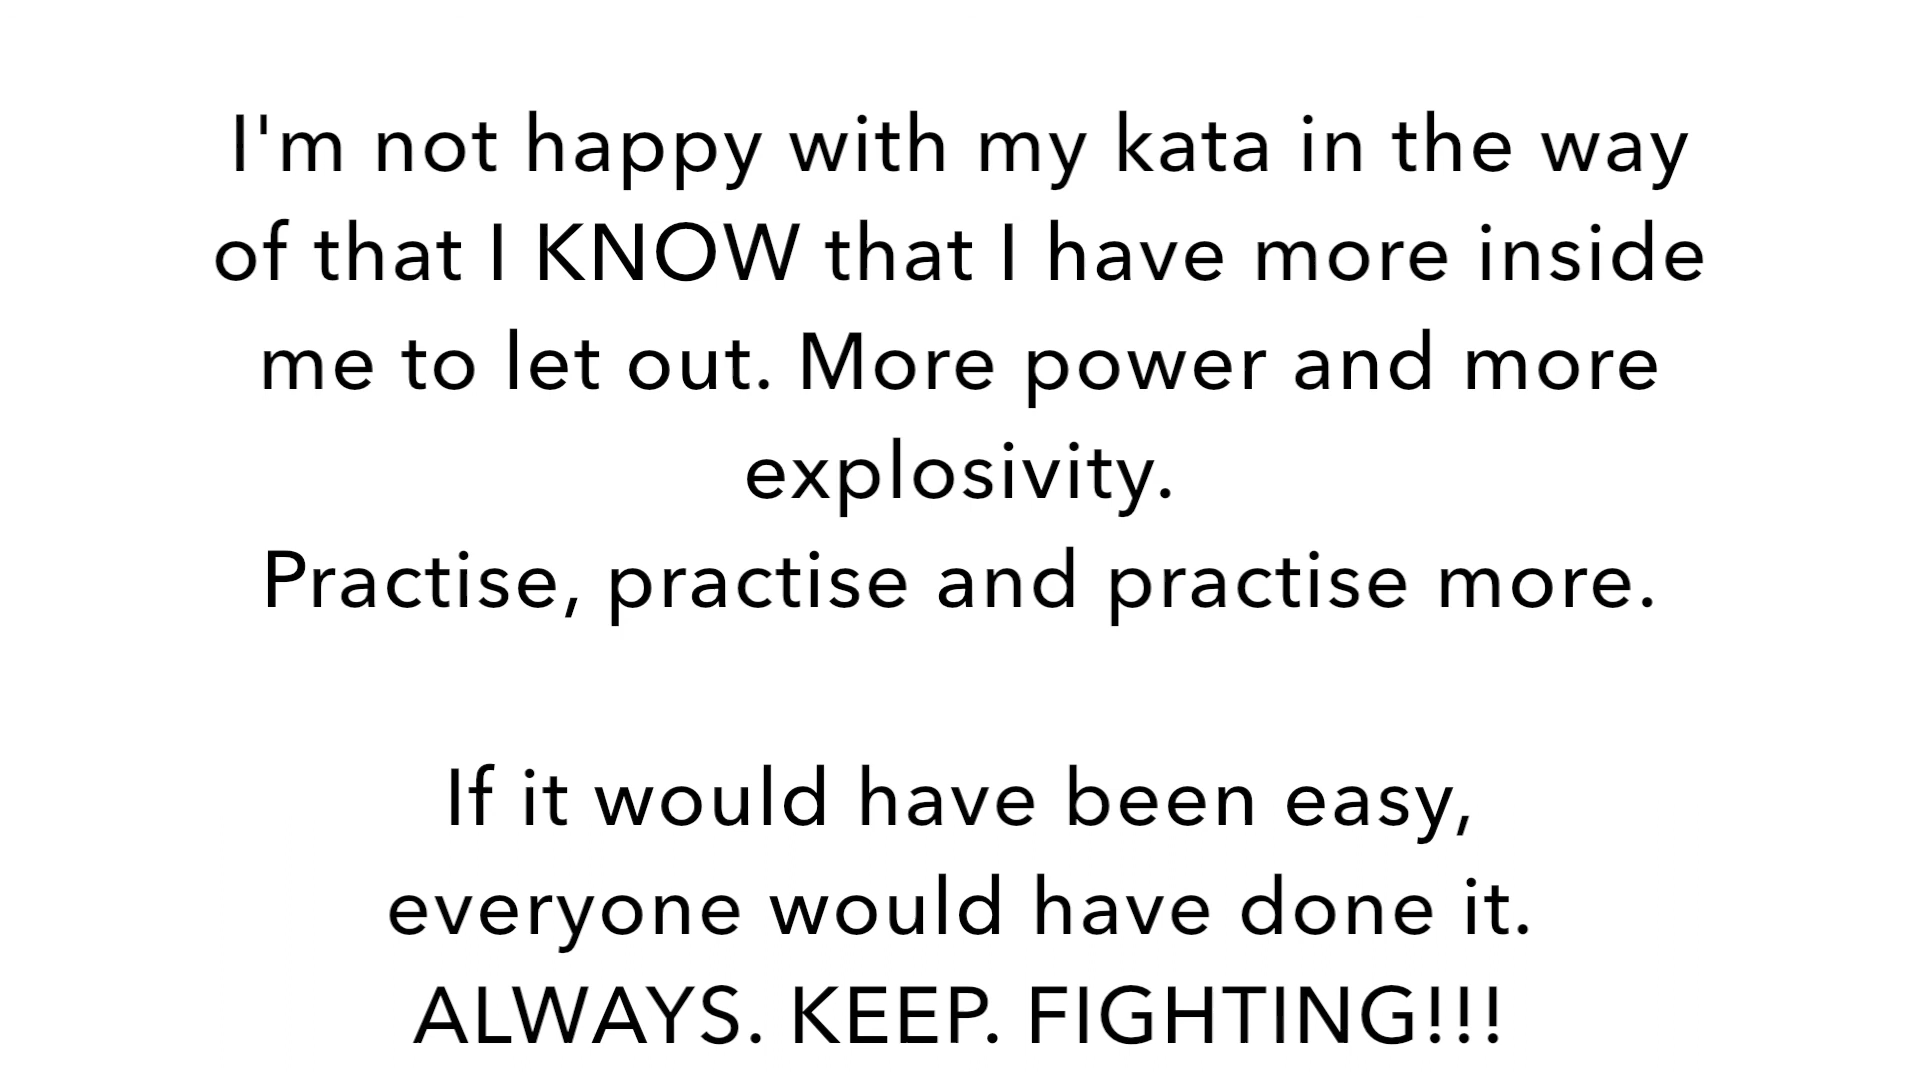 I'm not happy with my kata in the way
of that I KNOW that I have more inside
me to let out. More power and more
explosivity.
Practise, practise and practise more.
If it would have been easy,
everyone would have done it.
ALWAYS. KEEP. FIGHTING!!!